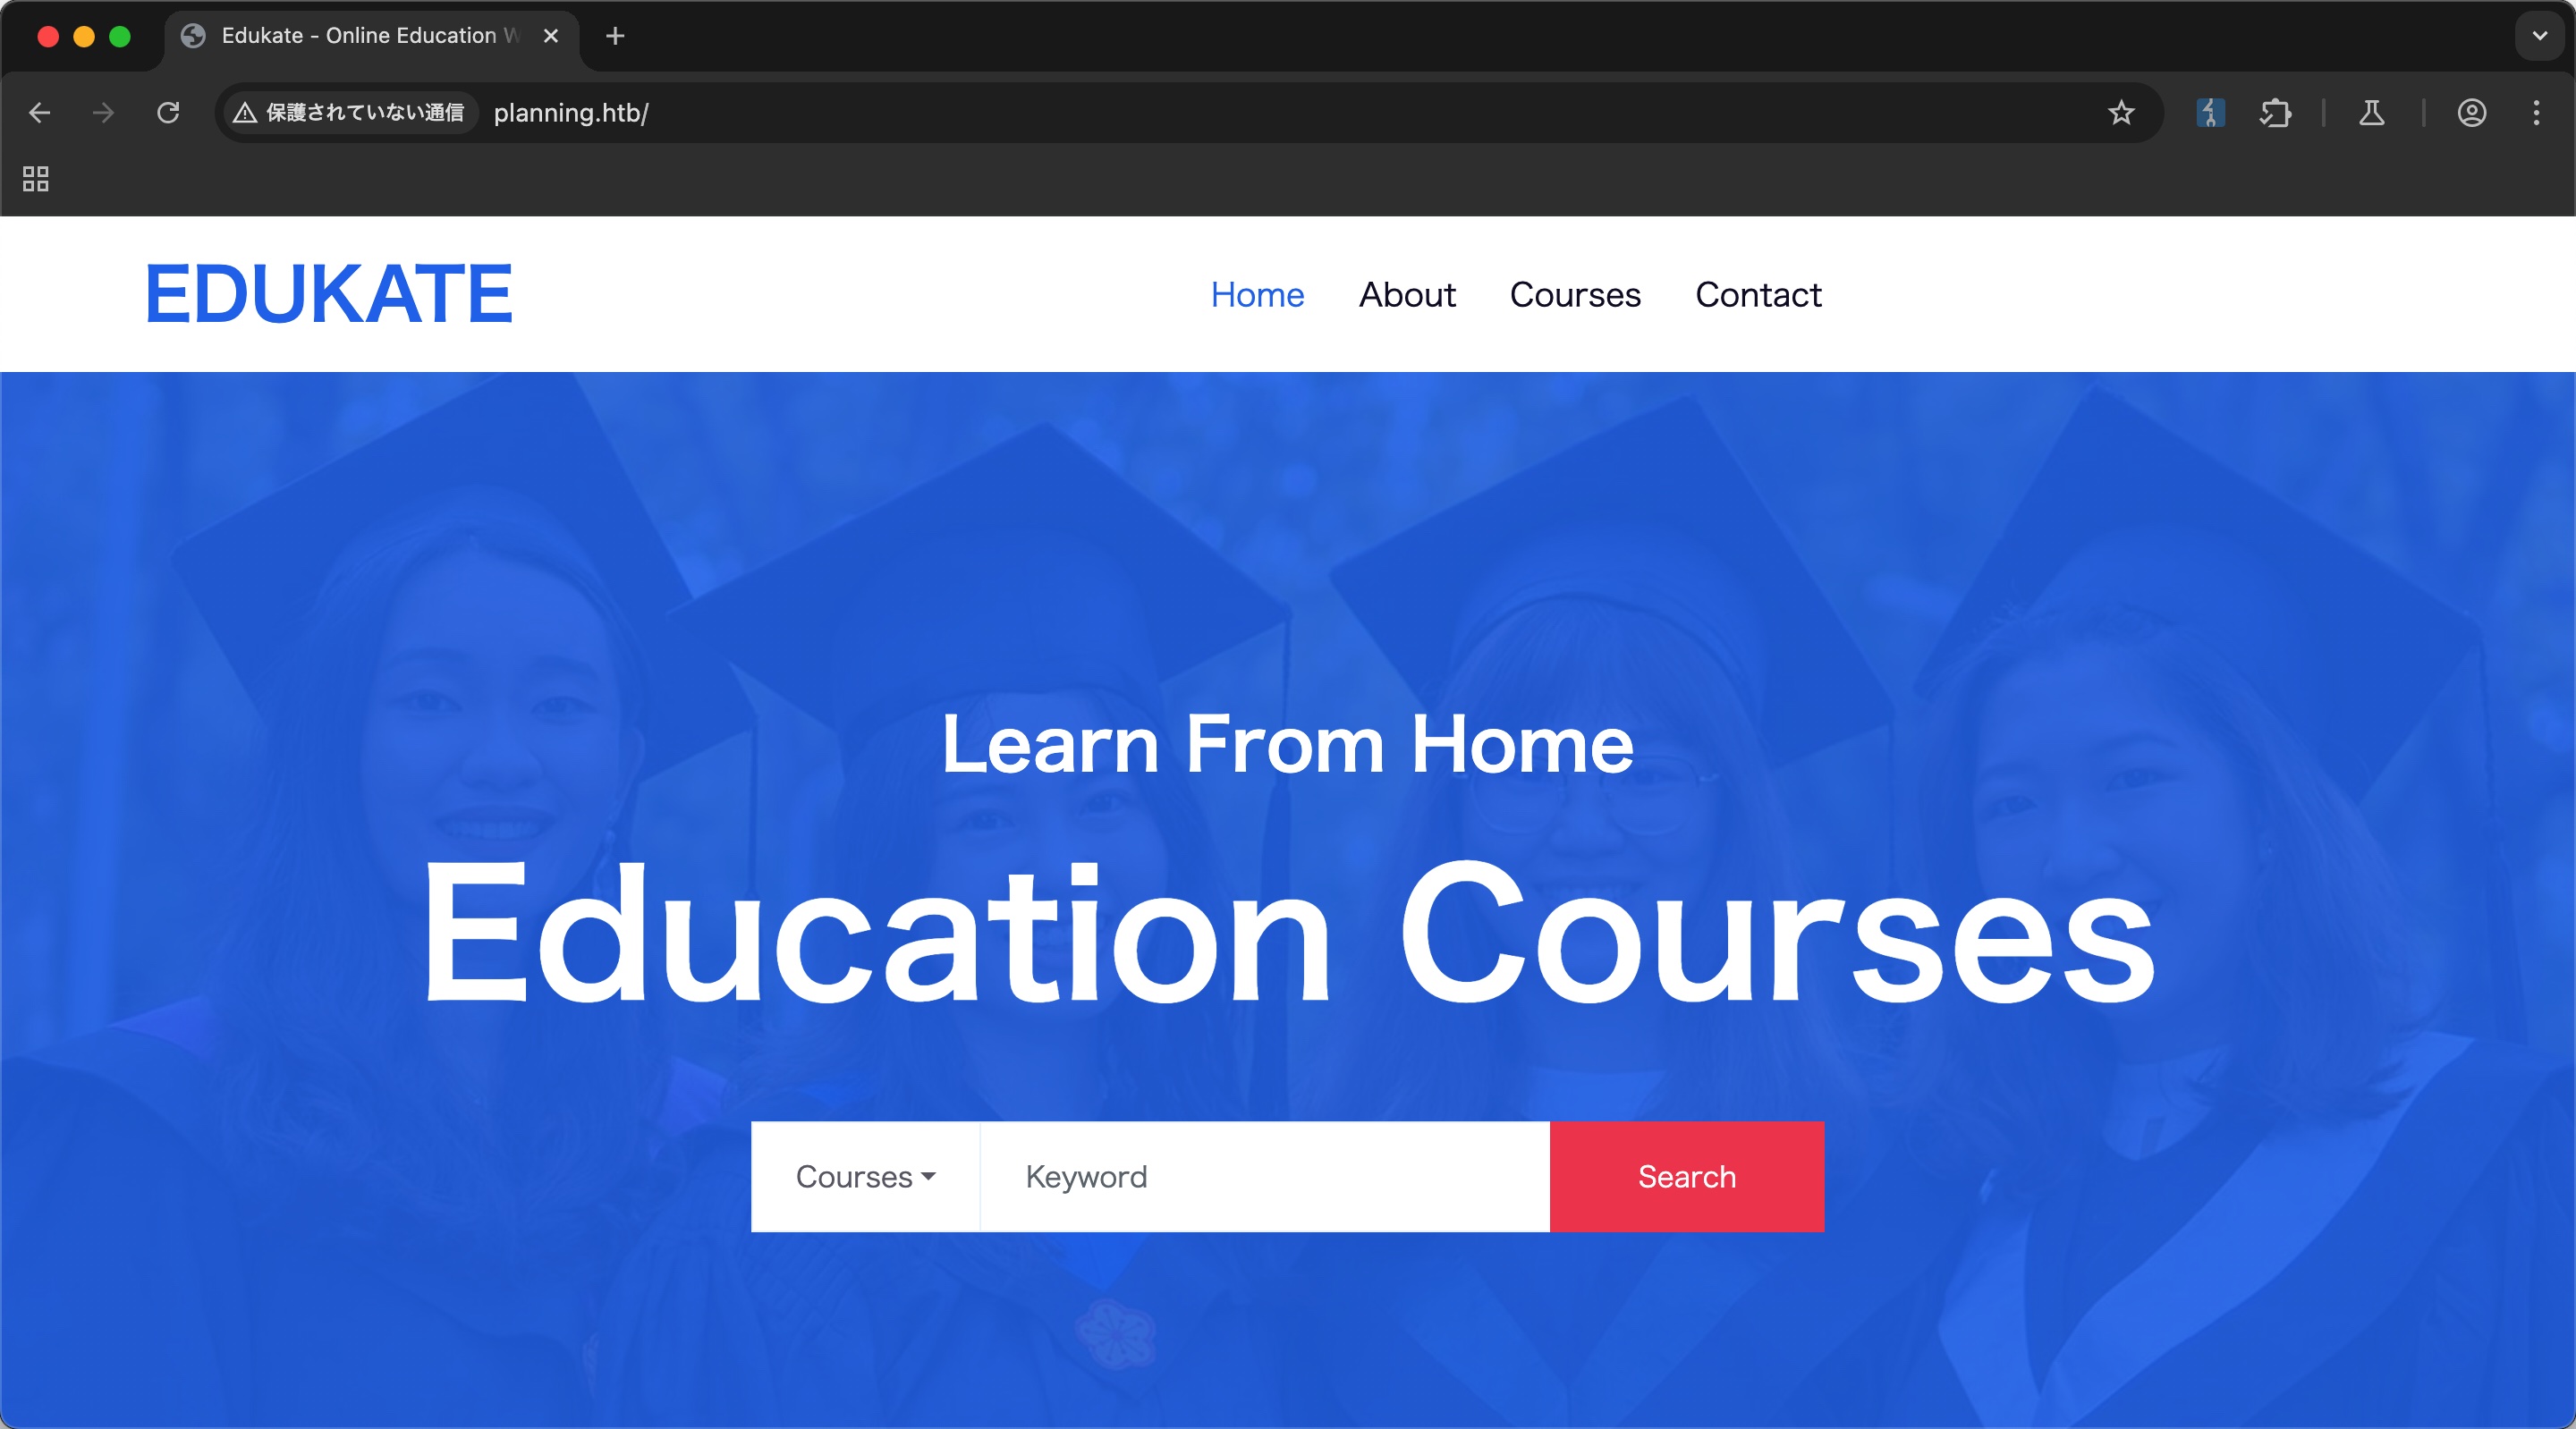 Edukate - Online Education W
保護されていない通信 planning.htb/
EDUKATE
Home About Courses Contact
Learn From Home
Education Courses
Courses Keyword Search